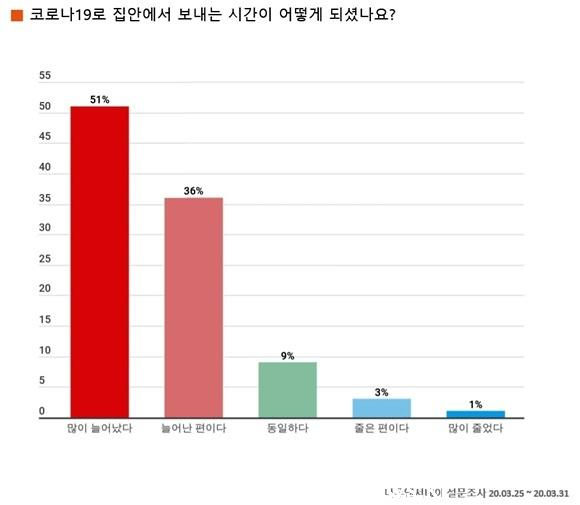 코로나19로 집안에서 보내는 시간이 어떻게 되셨나요?
55
50
45
40
35
30
25
20
15
10
5
0
51%
36%
9%
3%
1%
많이 늘어났다
늘어난 편이다
동일하다
줄은 편이다
많이 줄었다
설문조사 20.03.25 ~ 20.03.31